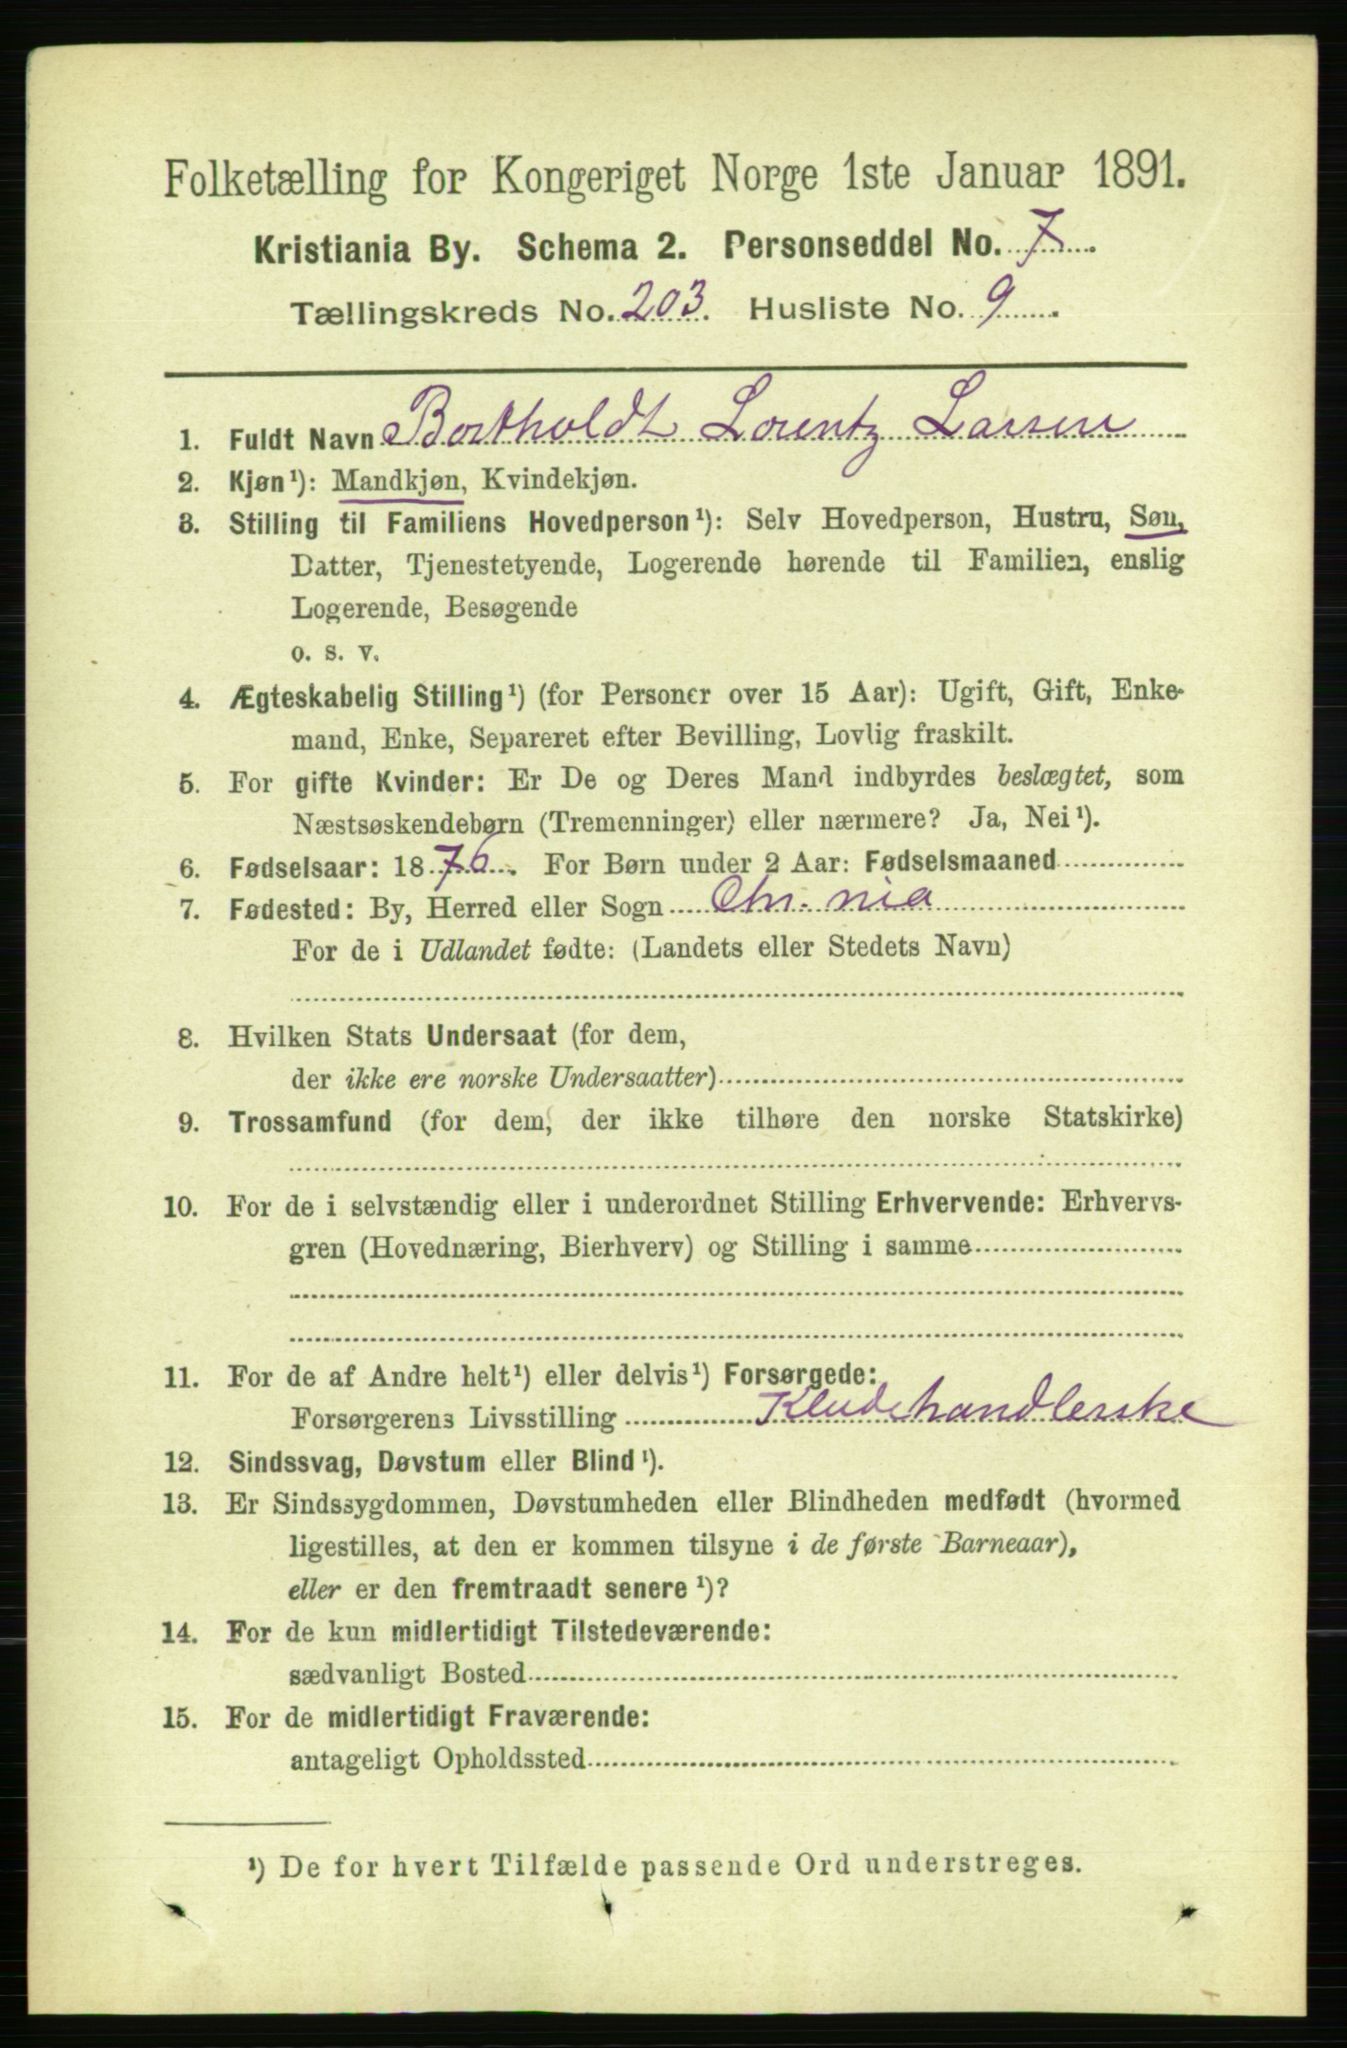 Folketælling for Kongeriget Norge 1ste Januar 1891.
Kristiania By. Schema 2. Personseddel No. 7.
Tællingskreds No. 203. Husliste No. 9.
1. Fuldt Navn Bertholdt Lorentz Larsen
2. Kjøn¹): Mandkjøn, Kvindekjøn.
3. Stilling til Familiens Hovedperson¹): Selv Hovedperson, Hustru, Søn,
Datter, Tjenestetyende, Logerende hørende til Familien, enslig
Logerende, Besøgende
o. s. v.
4. Ægteskabelig Stilling¹) (for Personer over 15 Aar): Ugift, Gift, Enke-
mand, Enke, Separeret efter Bevilling, Lovlig fraskilt.
5. For gifte Kvinder: Er De og Deres Mand indbyrdes beslægtet, som
Næstsøskendebørn (Tremenninger) eller nærmere? Ja, Nei¹).
6. Fødselsaar: 1876. For Børn under 2 Aar: Fødselsmaaned
7. Fødested: By, Herred eller Sogn Chr.nia
For de i Udlandet fødte: (Landets eller Stedets Navn)
8. Hvilken Stats Undersaat (for dem,
der ikke ere norske Undersaatter)
9. Trossamfund (for dem, der ikke tilhøre den norske Statskirke)
10. For de i selvstændig eller i underordnet Stilling Erhvervende: Erhvervs-
gren (Hovednæring, Bierhverv) og Stilling i samme
11. For de af Andre helt¹) eller delvis¹) Forsørgede:
Forsørgerens Livsstilling Kludehandlerske
12. Sindssvag, Døvstum eller Blind¹).
13. Er Sindssygdommen, Døvstumheden eller Blindheden medfødt (hvormed
ligestilles, at den er kommen tilsyne i de første Barneaar),
eller er den fremtraadt senere¹)?
14. For de kun midlertidigt Tilstedeværende:
sædvanligt Bosted
15. For de midlertidigt Fraværende:
antageligt Opholdssted
¹) De for hvert Tilfælde passende Ord understreges.